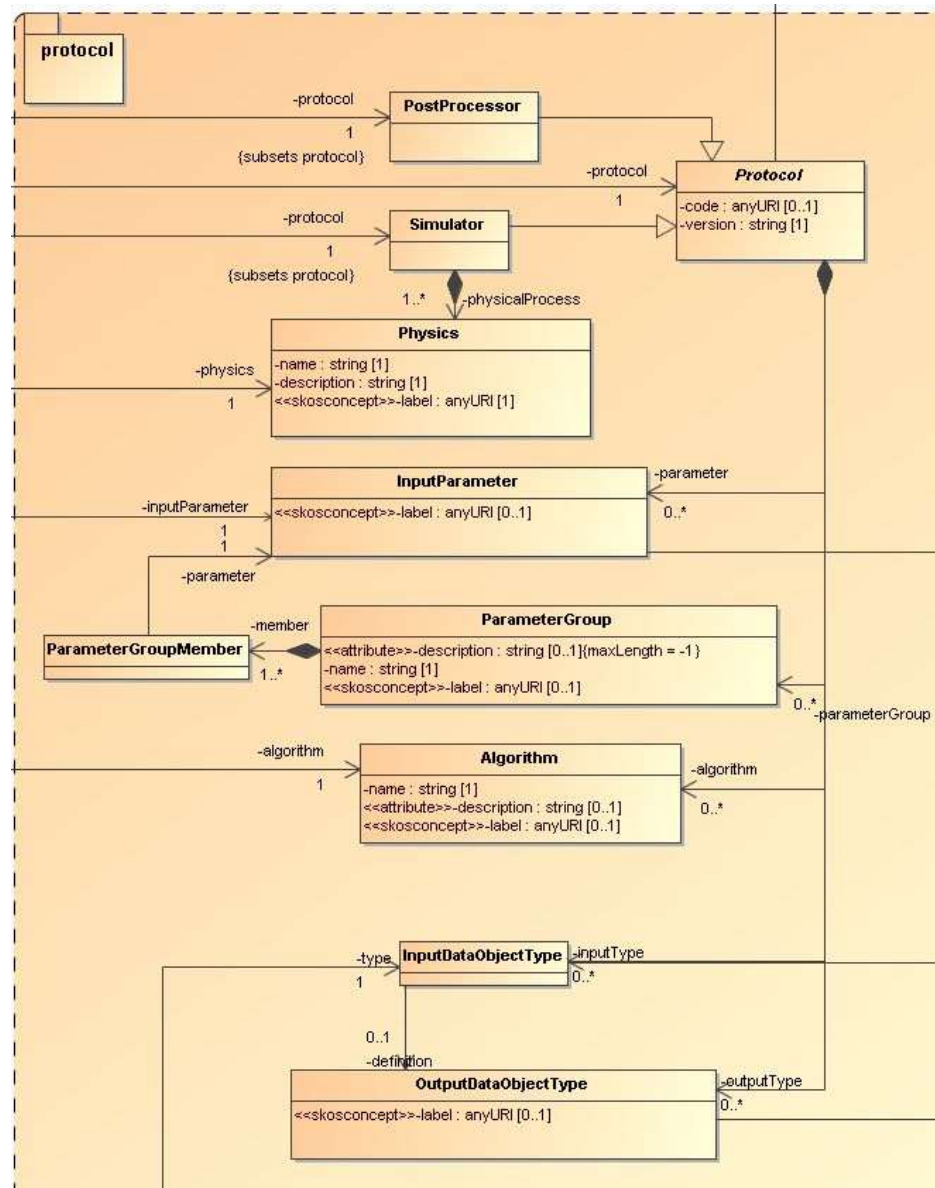 protocol
-protocol
PostProcessor
1
{subsets protocol}
-protocol
1
Protocol
-code : anyURI [0..1]
-version : string [1]
-protocol
Simulator
1
{subsets protocol}
1..*
-physicalProcess
Physics
-name : string [1]
-description : string [1]
<<skosconcept>>-label : anyURI [1]
-physics
1
InputParameter
<<skosconcept>>-label : anyURI [0..1]
-parameter
0..*
-inputParameter
1
1
-parameter
ParameterGroup
<<attribute>>-description : string [0..1]{maxLength = -1 }
-name : string [1]
<<skosconcept>>-label : anyURI [0..1]
-member
ParameterGroupMember
1..*
0..*
-parameterGroup
-algorithm
1
Algorithm
-name : string [1]
<<attribute>>-description : string [0..1]
<<skosconcept>>-label : anyURI [0..1]
-algorithm
0..*
-type
1
InputDataObjectType
-inputType
0..*
0..1
-definition
OutputDataObjectType
<<skosconcept>>-label : anyURI [0..1]
-outputType
0..*